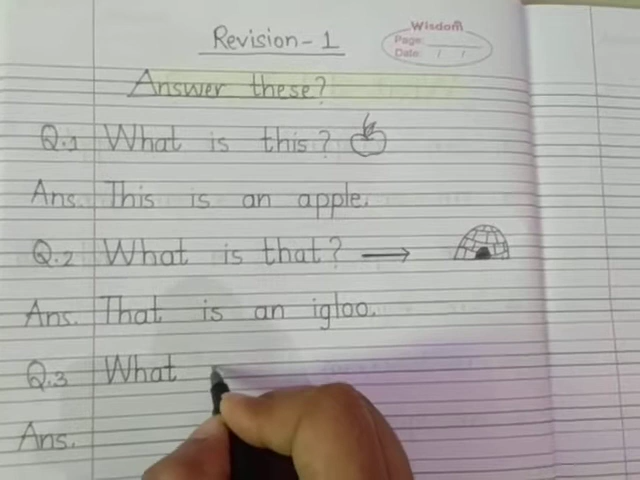 Wisdom
Revision - 1
Page:
Date: / /
Answer these?
Q.1 What is this?
Ans. This is an apple.
Q.2 What is that? →
Ans. That is an igloo.
Q.3 What
Ans.